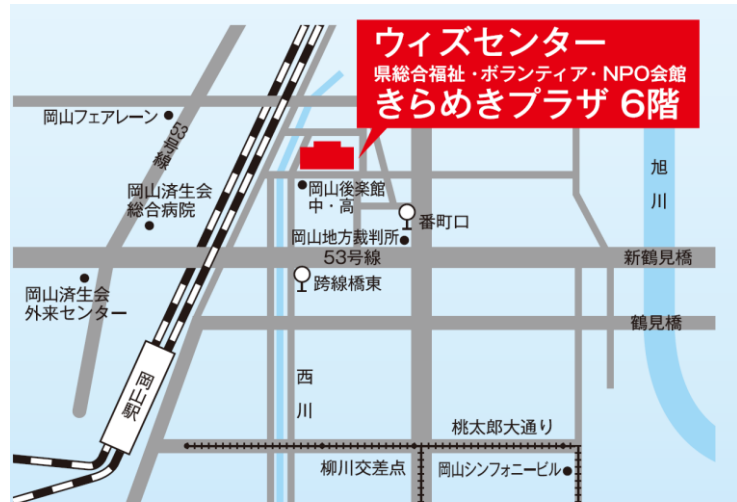 ウィズセンター
県総合福祉・ボランティア・NPO会館
きらめきプラザ 6階
岡山フェアレーン
53号線
旭川
岡山済生会
総合病院
岡山後楽館
中・高
番町口
岡山地方裁判所
53号線
新鶴見橋
跨線橋東
岡山済生会
外来センター
鶴見橋
岡山駅
西川
桃太郎大通り
柳川交差点
岡山シンフォニービル